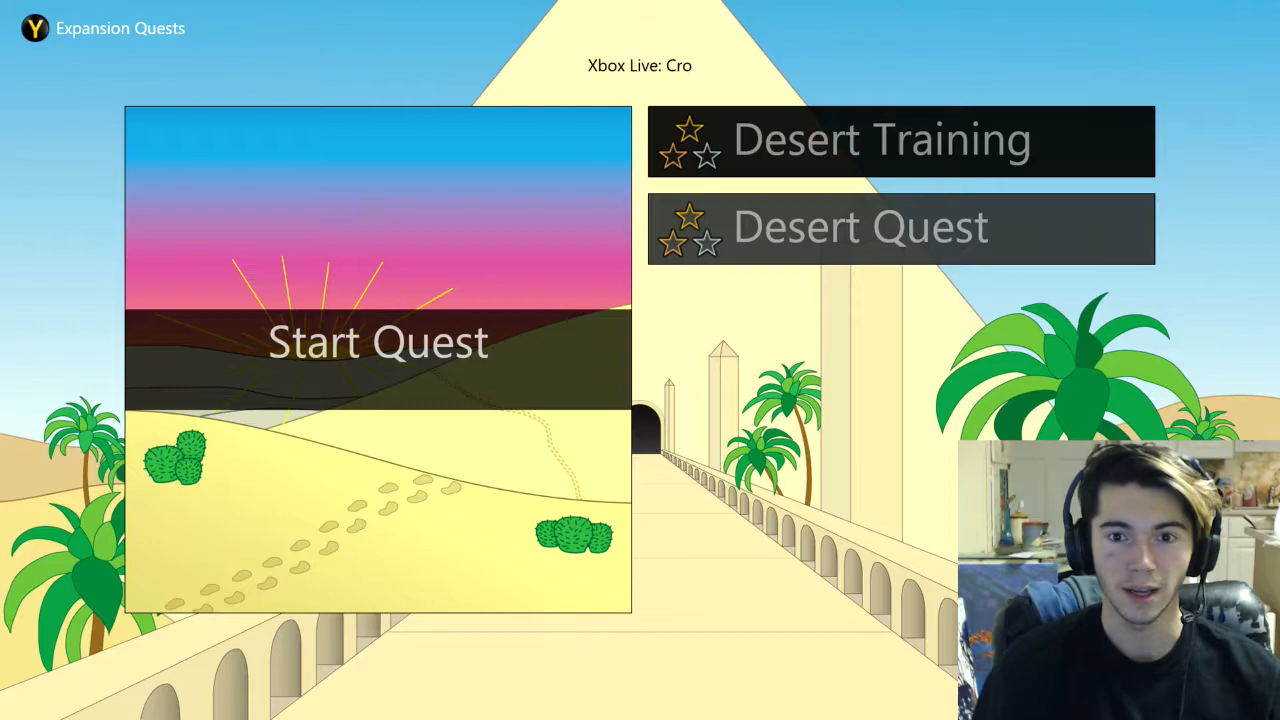 Y Expansion Quests
Xbox Live: Cro
Desert Training
Desert Quest
Start Quest